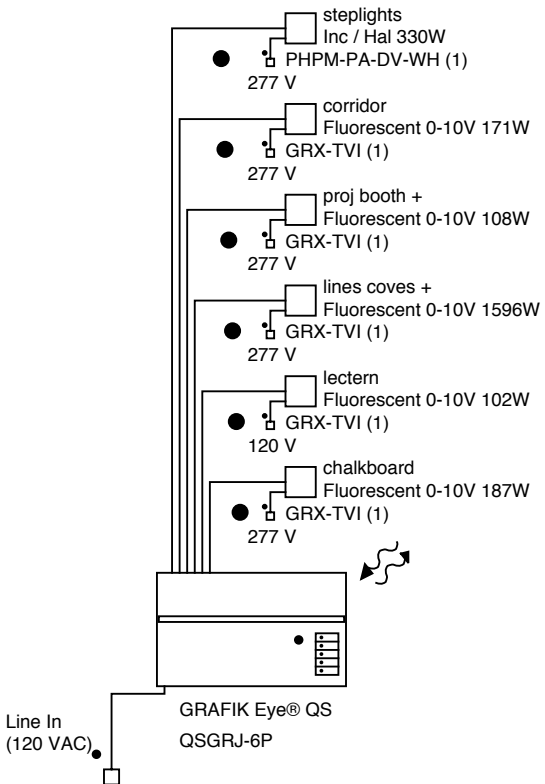 steplights
Inc / Hal 330W
PHPM-PA-DV-WH (1)
277 V
corridor
Fluorescent 0-10V 171W
GRX-TVI (1)
277 V
proj booth +
Fluorescent 0-10V 108W
GRX-TVI (1)
277 V
lines coves +
Fluorescent 0-10V 1596W
GRX-TVI (1)
277 V
lectern
Fluorescent 0-10V 102W
GRX-TVI (1)
120 V
chalkboard
Fluorescent 0-10V 187W
GRX-TVI (1)
277 V
GRAFIK Eye® QS
QSGRJ-6P
Line In
(120 VAC)